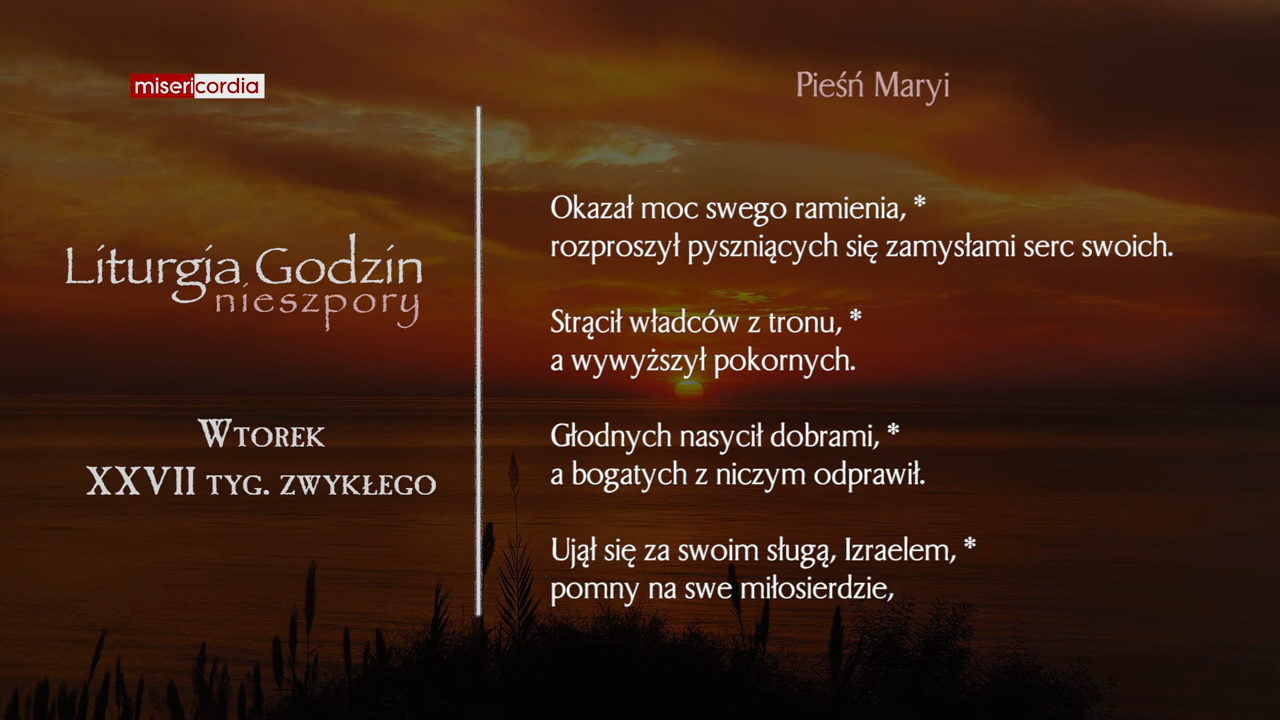 misericordia
Pieśń Maryi
Liturgia Godzin
nieszpory
Wtorek
XXVII tyg. zwykłego
Okazał moc swego ramienia, *
rozproszył pyszniących się zamysłami serc swoich.
Strącił władców z tronu, *
a wywyższył pokornych.
Głodnych nasycił dobrami, *
a bogatych z niczym odprawił.
Ujął się za swoim sługą, Izraelem, *
pomny na swe miłosierdzie,